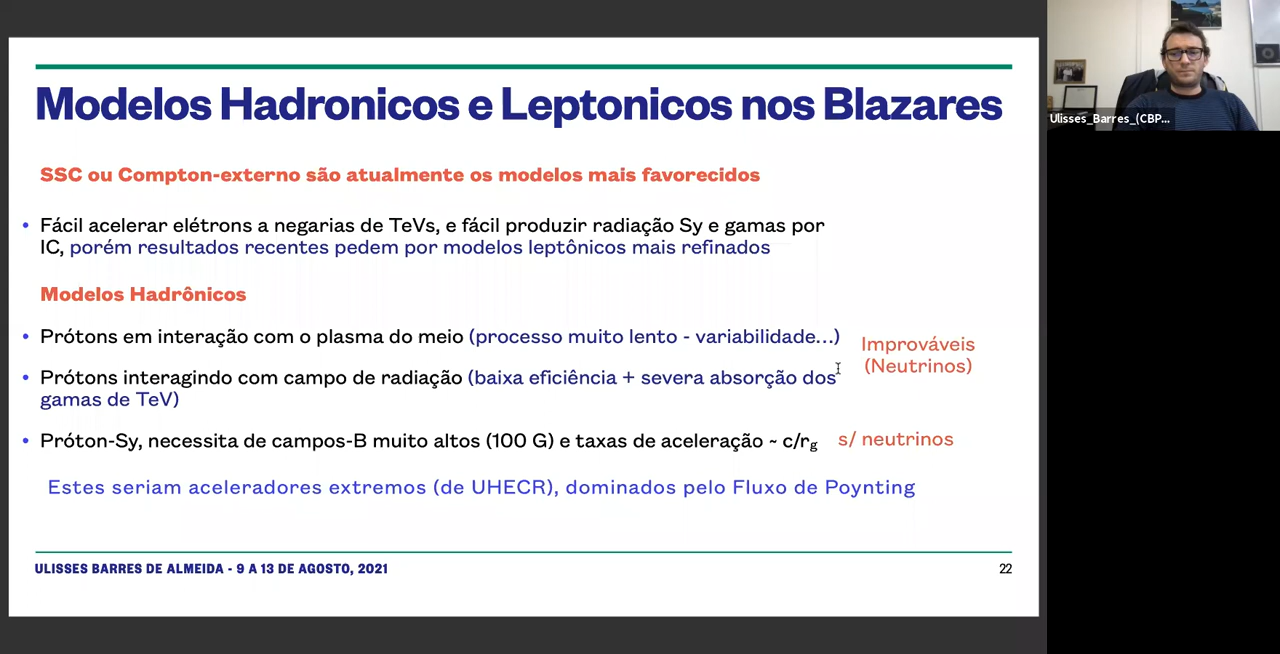 Modelos Hadronicos e Leptonicos nos Blazares
SSC ou Compton-externo são atualmente os modelos mais favorecidos
• Fácil acelerar elétrons a negarias de TeVs, e fácil produzir radiação Sy e gamas por
IC, porém resultados recentes pedem por modelos leptônicos mais refinados
Modelos Hadrônicos
• Prótons em interação com o plasma do meio (processo muito lento - variabilidade...)
Improváveis
(Neutrinos)
• Prótons interagindo com campo de radiação (baixa eficiência + severa absorção dos
gamas de TeV)
• Próton-Sy, necessita de campos-B muito altos (100 G) e taxas de aceleração ~ c/rg
s/ neutrinos
Estes seriam aceleradores extremos (de UHECR), dominados pelo Fluxo de Poynting
ULISSES BARRES DE ALMEIDA - 9 A 13 DE AGOSTO, 2021
22
Ulisses_Barres_(CBP...